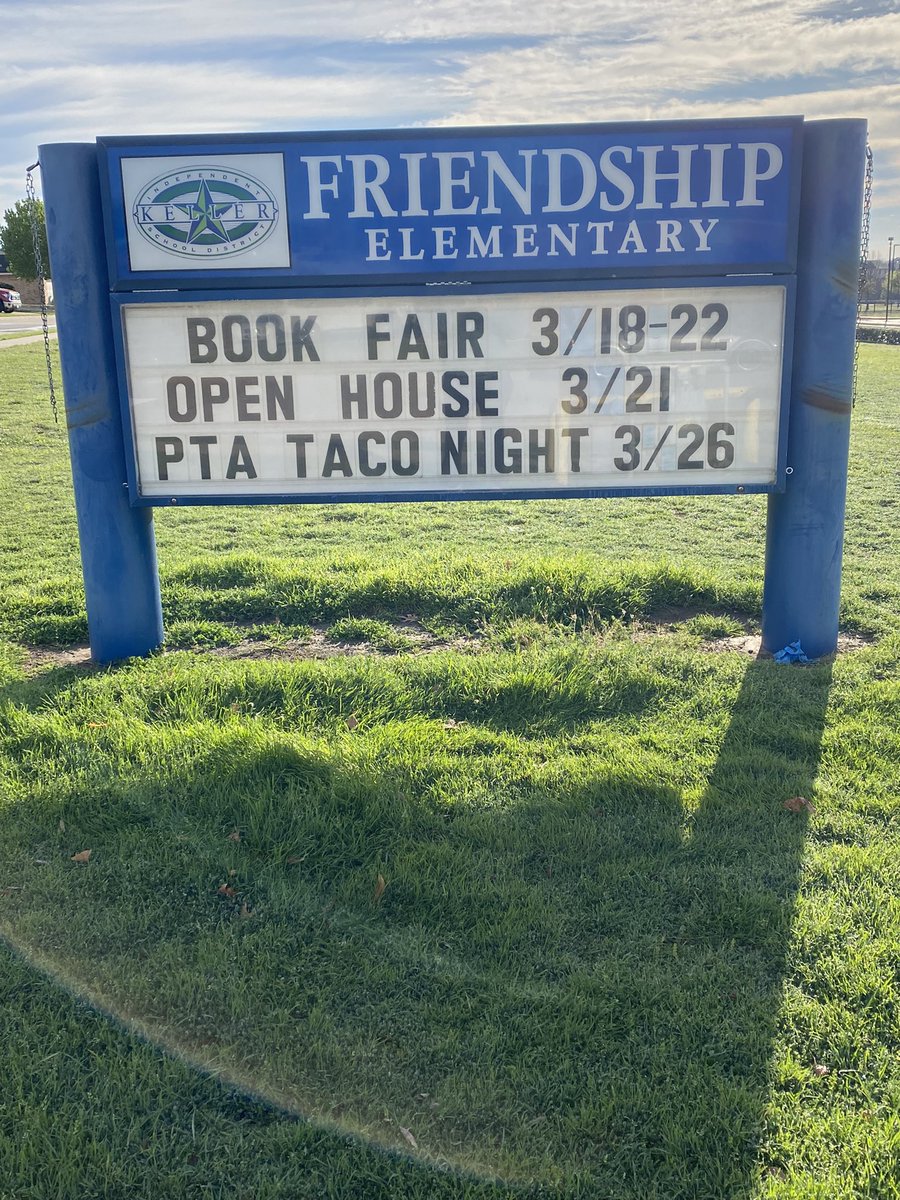 INDEPENDENT
KELLER
SCHOOL DISTRICT
FRIENDSHIP
ELEMENTARY
BOOK FAIR 3/18-22
OPEN HOUSE 3/21
PTA TACO NIGHT 3/26